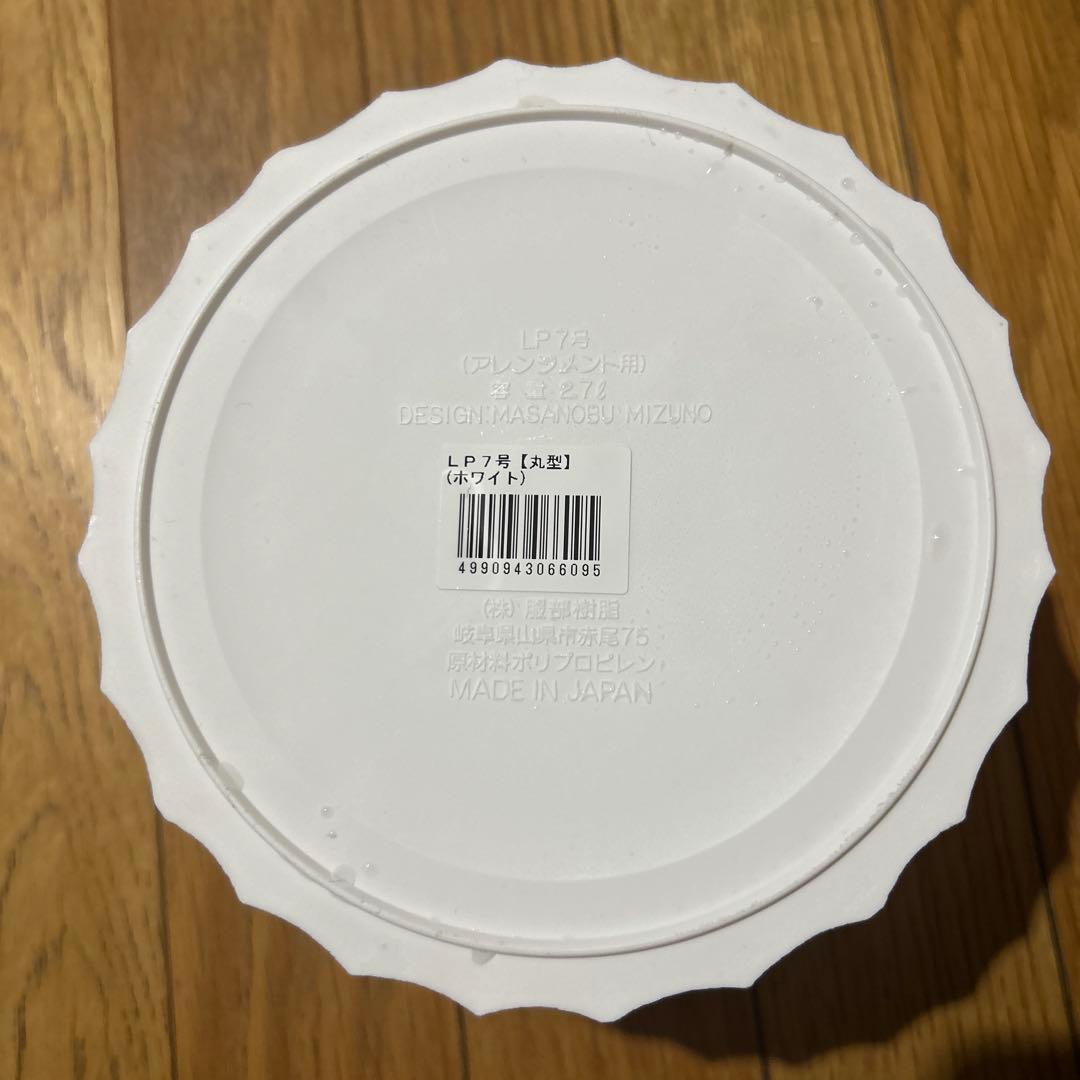 LP7号
(アレンジメント用)
容量2.7ℓ
DESIGN:MASANOBU MIZUNO
LP7号【丸型】
(ホワイト)
4990943066095
(株)服部樹脂
岐阜県山県市赤尾75
原材料ポリプロピレン
MADE IN JAPAN